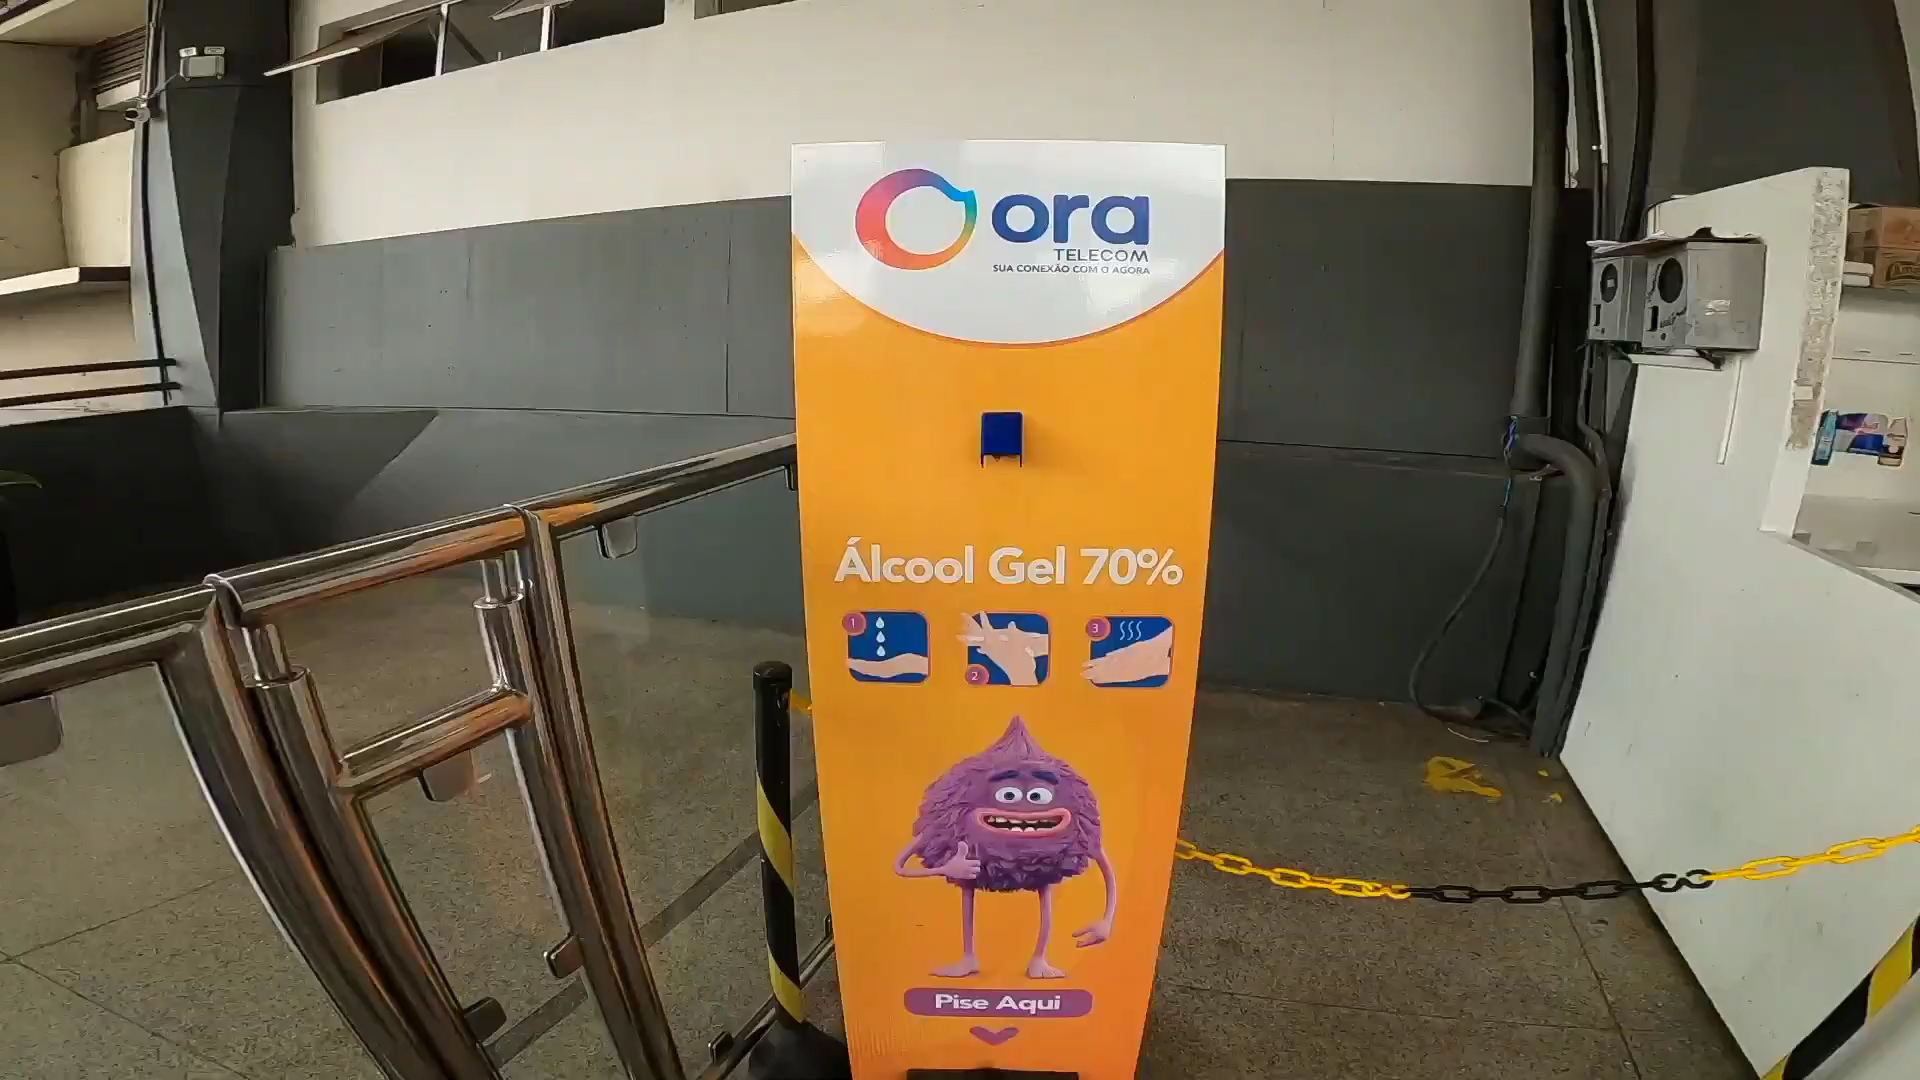 ora
TELECOM
SUA CONEXÃO COM O AGORA
Álcool Gel 70%
1
2
3
Pise Aqui